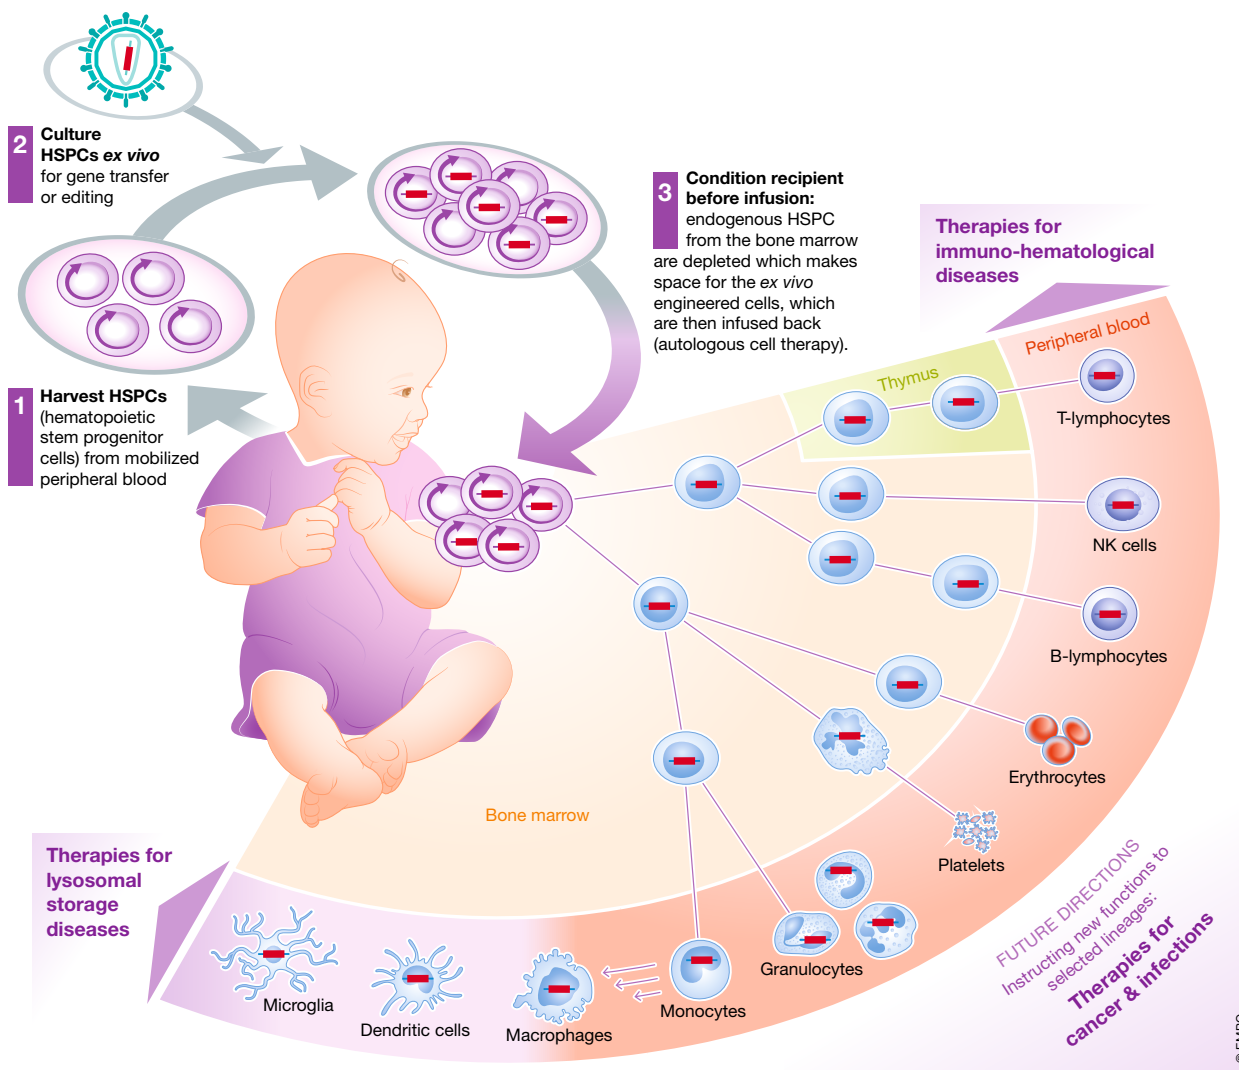 2
Culture
HSPCs ex vivo
for gene transfer
or editing
1
Harvest HSPCs
(hematopoietic
stem progenitor
cells) from mobilized
peripheral blood
3
Condition recipient
before infusion:
endogenous HSPC
from the bone marrow
are depleted which makes
space for the ex vivo
engineered cells, which
are then infused back
(autologous cell therapy).
Therapies for
immuno-hematological
diseases
Peripheral blood
Thymus
T-lymphocytes
NK cells
B-lymphocytes
Erythrocytes
Platelets
Granulocytes
Monocytes
Macrophages
Dendritic cells
Microglia
Bone marrow
Therapies for
lysosomal
storage
diseases
FUTURE DIRECTIONS
Instructing new functions to
selected lineages:
Therapies for
cancer & infections
© EMBO